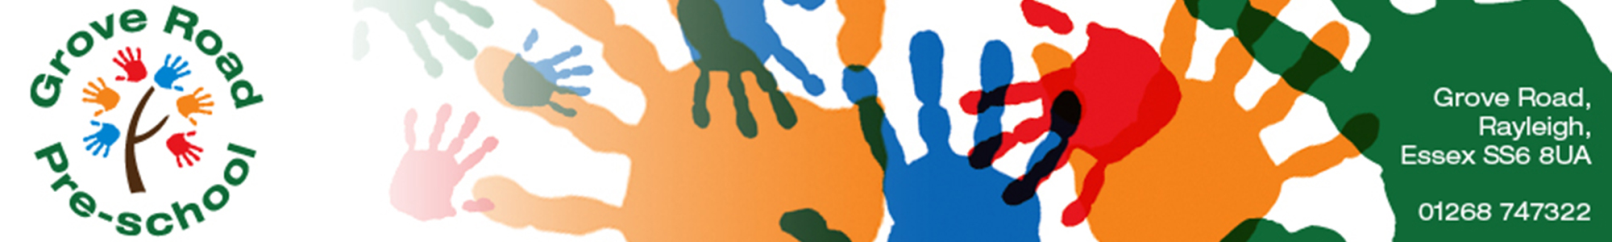 Grove Road
Pre-school
Grove Road,
Rayleigh,
Essex SS6 8UA
01268 747322